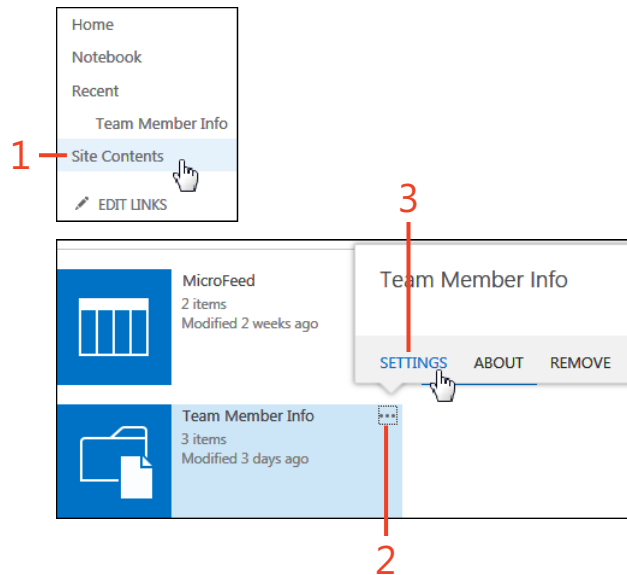 Home
Notebook
Recent
Team Member Info
1
Site Contents
EDIT LINKS
3
MicroFeed
2 items
Modified 2 weeks ago
Team Member Info
SETTINGS ABOUT REMOVE
Team Member Info
3 items
Modified 3 days ago
2